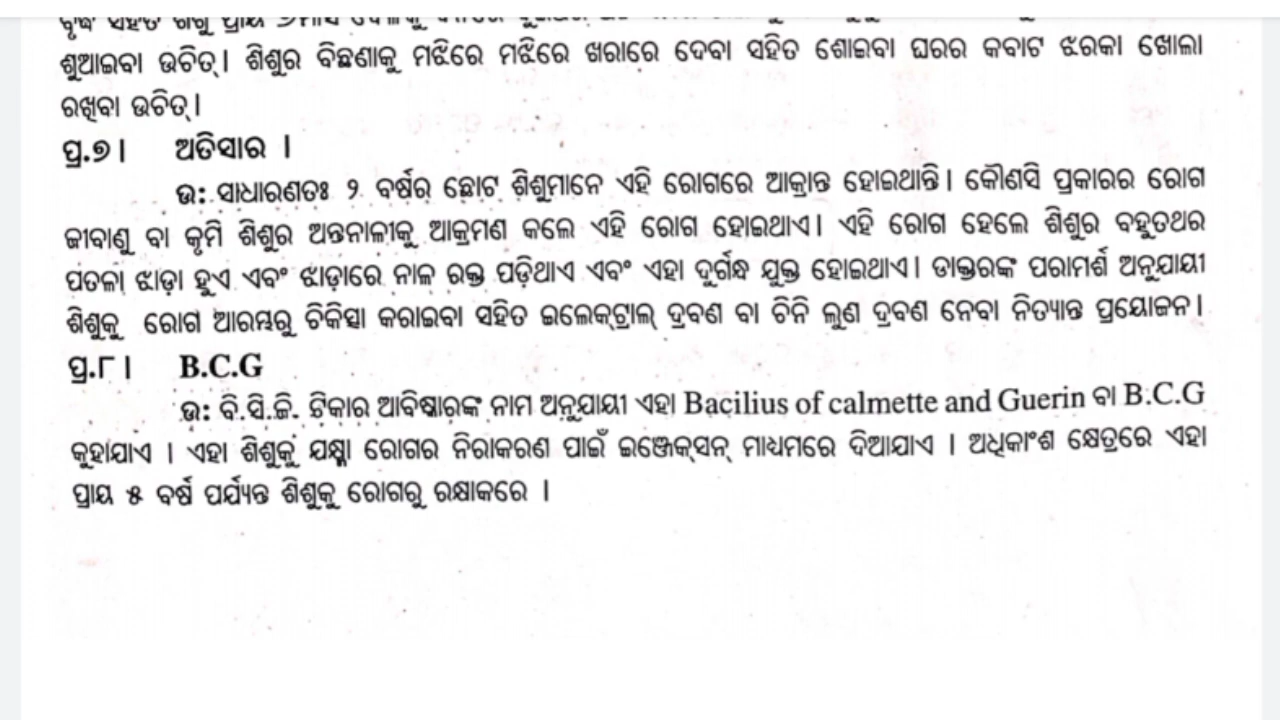 ବୃଦ୍ଧି ସହିତ ଶିଶୁ ପ୍ରାୟ ୬ମାସ
ଶୁଆଇବା ଉଚିତ୍। ଶିଶୁର ବିଛଣାକୁ ମଝିରେ ମଝିରେ ଖରାରେ ଦେବା ସହିତ ଶୋଇବା ଘରର କବାଟ ଝରକା ଖୋଲା
ରଖିବା ଉଚିତ୍।
ପ୍ର.୭। ଅତିସାର ।
ଉ: ସାଧାରଣତଃ ୨ ବର୍ଷର ଛୋଟ ଶିଶୁମାନେ ଏହି ରୋଗରେ ଆକ୍ରାନ୍ତ ହୋଇଥାନ୍ତି। କୌଣସି ପ୍ରକାରର ରୋଗ
ଜୀବାଣୁ ବା କୃମି ଶିଶୁର ଅନ୍ତନାଳୀକୁ ଆକ୍ରମଣ କଲେ ଏହି ରୋଗ ହୋଇଥାଏ। ଏହି ରୋଗ ହେଲେ ଶିଶୁର ବହୁତଥର
ପତଳା ଝାଡ଼ା ହୁଏ ଏବଂ ଝାଡ଼ାରେ ନାଳ ରକ୍ତ ପଡ଼ିଥାଏ ଏବଂ ଏହା ଦୁର୍ଗନ୍ଧ ଯୁକ୍ତ ହୋଇଥାଏ। ଡାକ୍ତରଙ୍କ ପରାମର୍ଶ ଅନୁଯାୟୀ
ଶିଶୁକୁ ରୋଗ ଆରମ୍ଭରୁ ଚିକିତ୍ସା କରାଇବା ସହିତ ଇଲେକ୍ଟ୍ରାଲ୍ ଦ୍ରବଣ ବା ଚିନି ଲୁଣ ଦ୍ରବଣ ନେବା ନିତ୍ୟାନ୍ତ ପ୍ରୟୋଜନ।
ପ୍ର.୮। B.C.G
ଉ: ବି.ସି.ଜି. ଟିକାର ଆବିଷ୍କାରଙ୍କ ନାମ ଅନୁଯାୟୀ ଏହା Bacilius of calmette and Guerin ବା B.C.G
କୁହାଯାଏ । ଏହା ଶିଶୁକୁ ଯକ୍ଷ୍ମା ରୋଗର ନିରାକରଣ ପାଇଁ ଇଞ୍ଜେକ୍ସନ୍ ମାଧ୍ୟମରେ ଦିଆଯାଏ । ଅଧିକାଂଶ କ୍ଷେତ୍ରରେ ଏହା
ପ୍ରାୟ ୫ ବର୍ଷ ପର୍ଯ୍ୟନ୍ତ ଶିଶୁକୁ ରୋଗରୁ ରକ୍ଷାକରେ ।